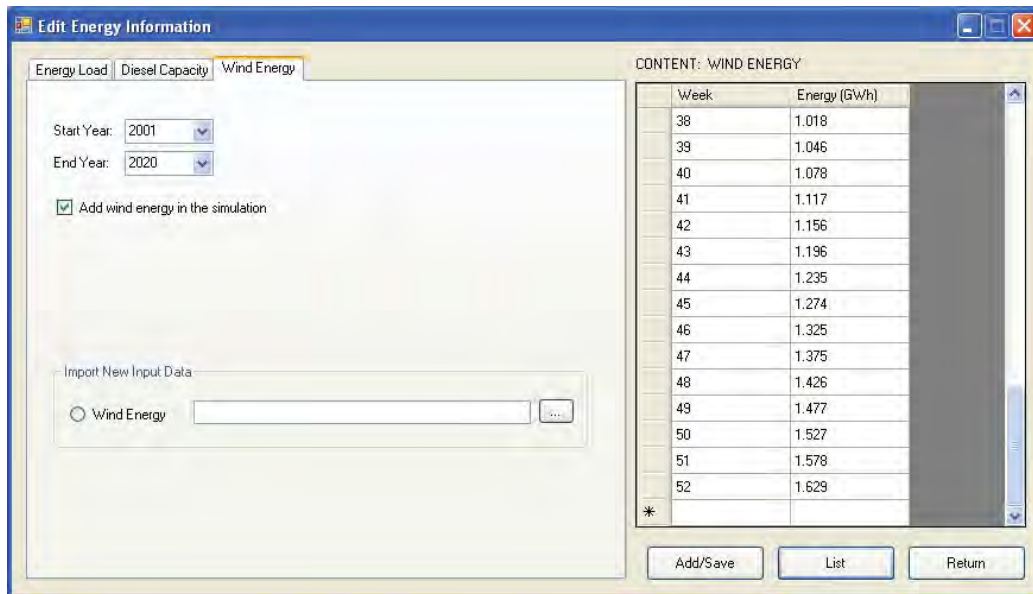 Edit Energy Information
Energy Load Diesel Capacity Wind Energy
Start Year: 2001
End Year: 2020
Add wind energy in the simulation
Import New Input Data
Wind Energy ...
CONTENT: WIND ENERGY
Week Energy (GWh)
38 1.018
39 1.046
40 1.078
41 1.117
42 1.156
43 1.196
44 1.235
45 1.274
46 1.325
47 1.375
48 1.426
49 1.477
50 1.527
51 1.578
52 1.629
*
Add/Save List Return